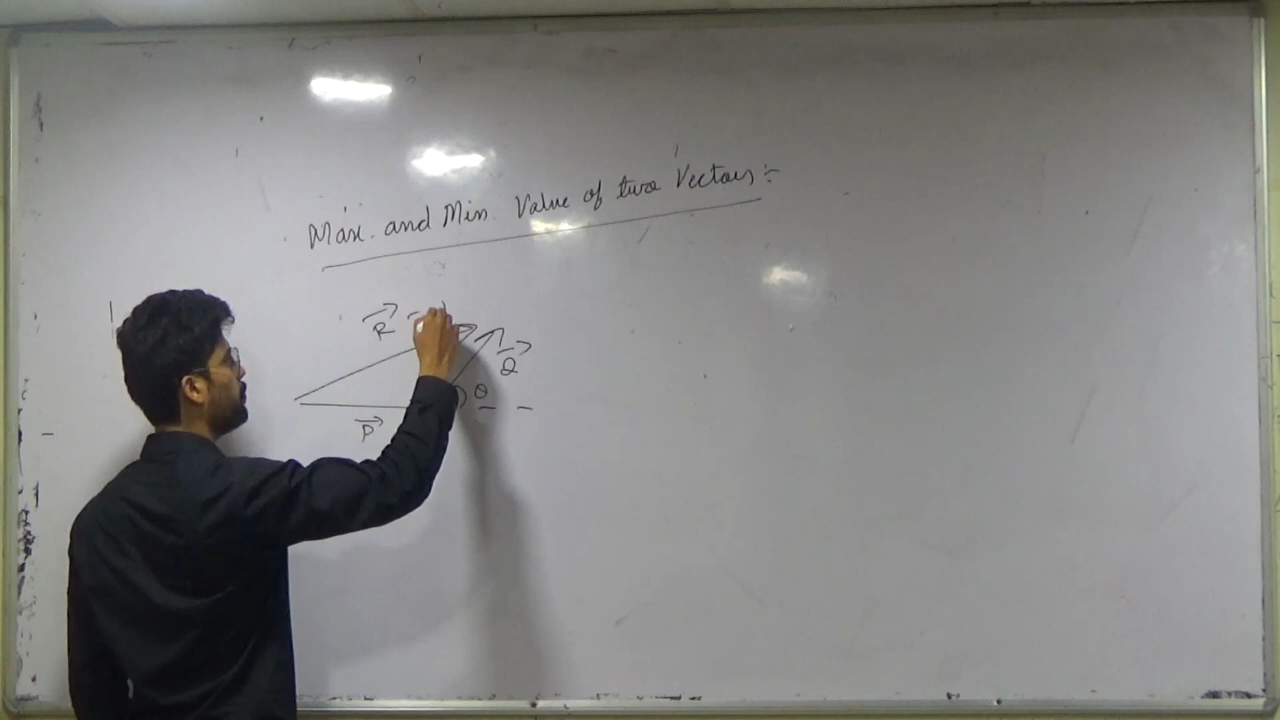 Max. and Min. Value of two Vectors :-
R
Q
θ
P